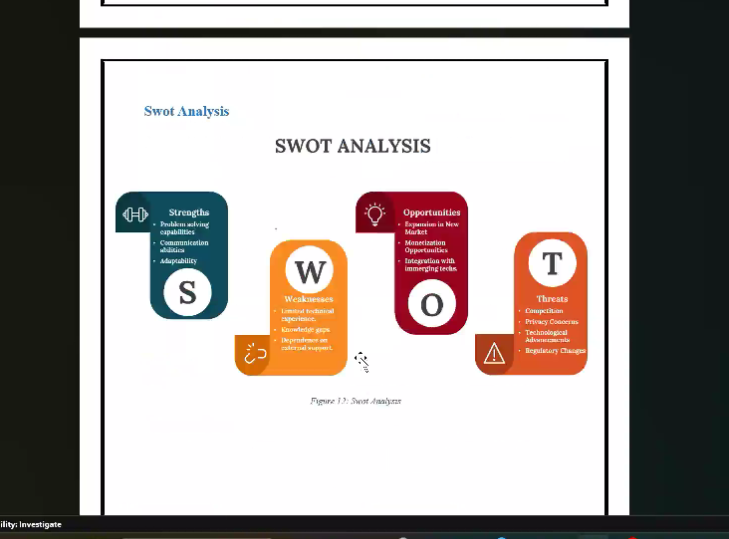 Swot Analysis
SWOT ANALYSIS
Strengths
• Problem solving
capabilities
• Communication
abilities
• Adaptability
S
W
Weaknesses
• Limited technical
experience.
• Knowledge gaps
• Dependence on
external support.
Opportunities
• Expansion in New
Market
• Monetization
Opportunities
• Integration with
immerging techs.
O
T
Threats
• Competition
• Privacy Concerns
• Technological
Advancements
• Regulatory Changes
Figure 12: Swot Analysis
ility: Investigate